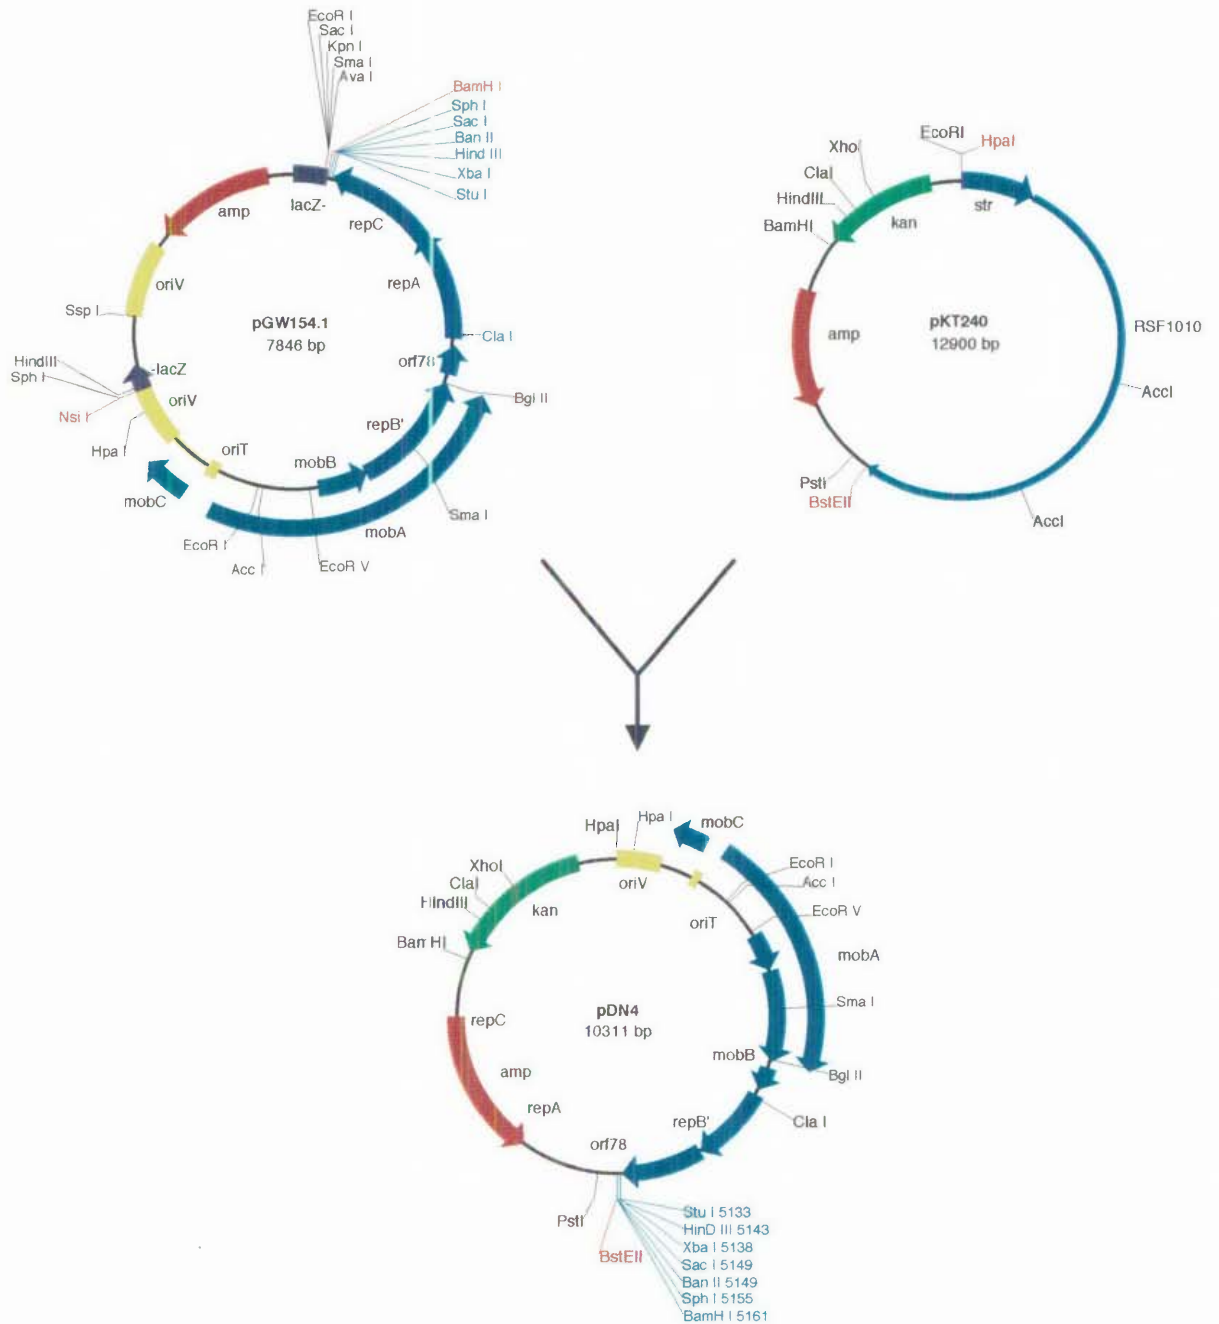 EcoR I
Sac I
Kpn I
Sma I
Ava I
BamH I
Sph I
Sac I
Ban II
Hind III
Xba I
Stu I
amp
lacZ-
repC
oriV
repA
Ssp I
pGW154.1
7846 bp
Cla I
HindIII
Sph I
-lacZ
orf78
oriV
Bgl II
Nsi I
repB'
Hpa I
oriT
mobB
mobC
Sma I
mobA
EcoR I
Acc I
EcoR V
EcoRI
HpaI
XhoI
ClaI
HindIII
BamHI
kan
str
amp
pKT240
12900 bp
RSF1010
AccI
PstI
BstEII
AccI
HpaI
Hpa I
mobC
XhoI
ClaI
HindIII
kan
oriV
EcoR I
Acc I
oriT
EcoR V
BamHI
mobA
repC
pDN4
10311 bp
Sma I
mobB
amp
Bgl II
repA
repB'
Cla I
orf78
PstI
BstEII
Stu I 5133
HinD III 5143
Xba I 5138
Sac I 5149
Ban II 5149
Sph I 5155
BamH I 5161